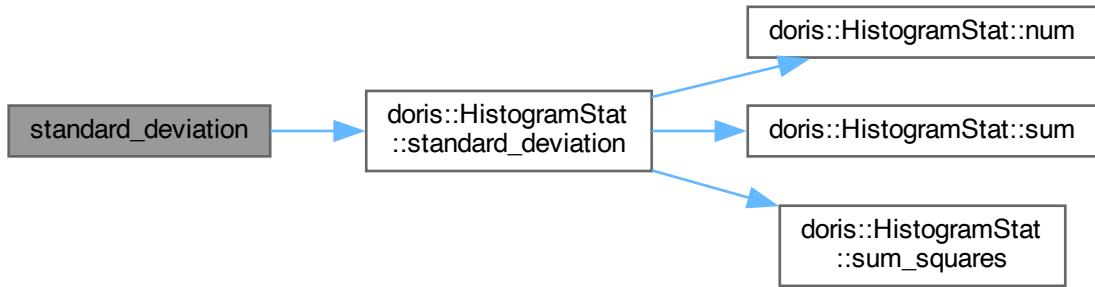 standard_deviation
doris::HistogramStat
::standard_deviation
doris::HistogramStat::num
doris::HistogramStat::sum
doris::HistogramStat
::sum_squares